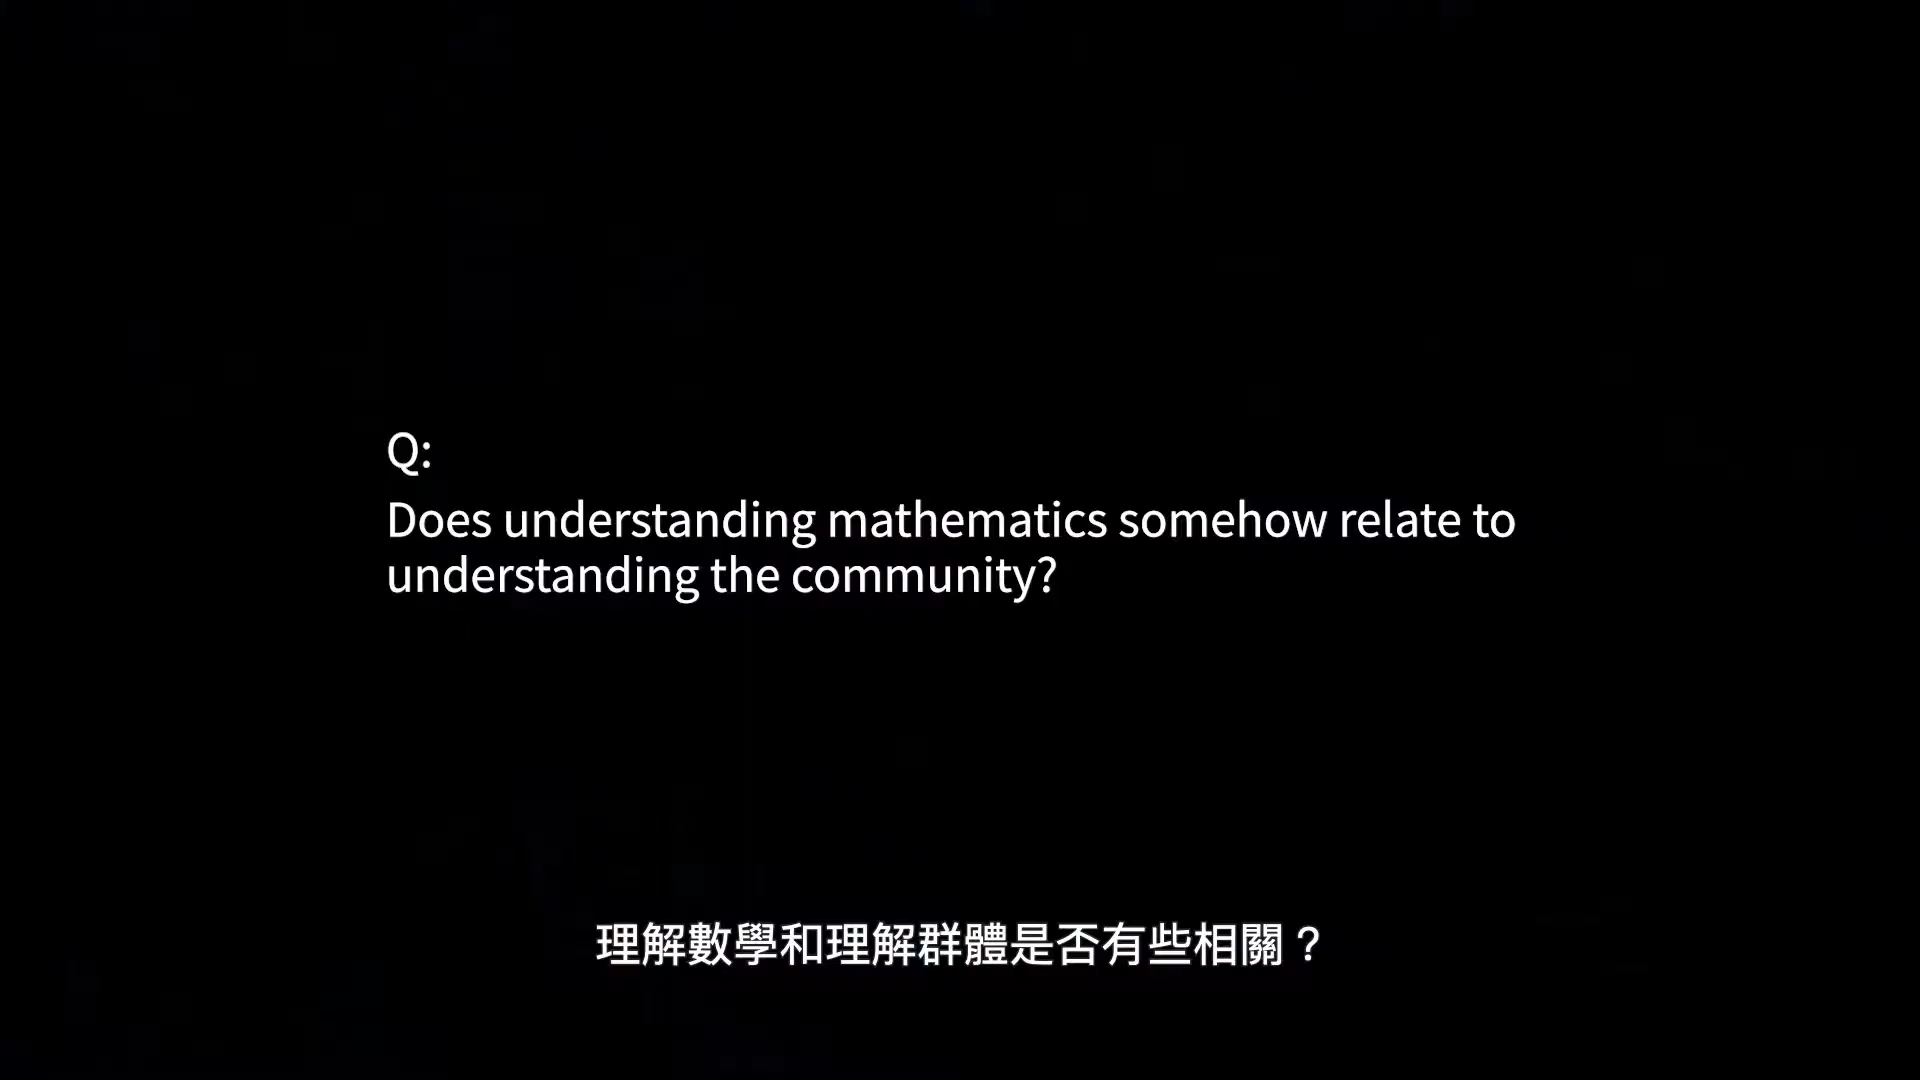 Q:
Does understanding mathematics somehow relate to
understanding the community?
理解數學和理解群體是否有些相關？